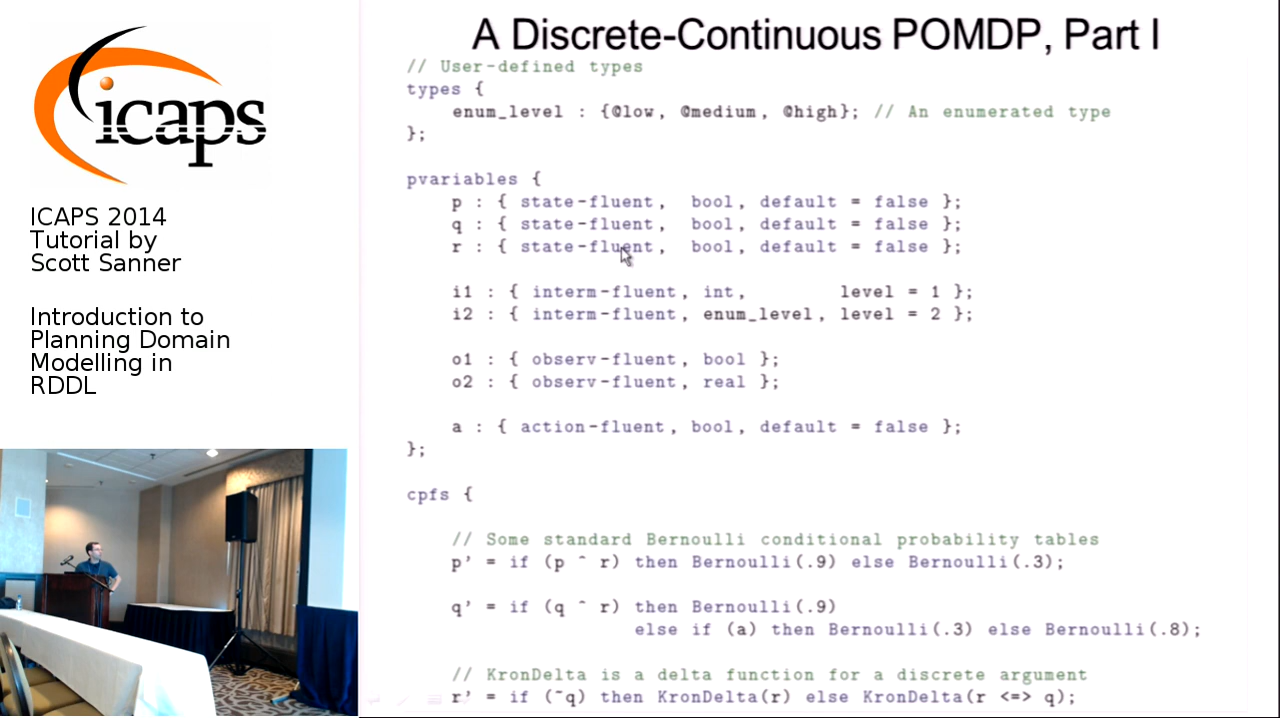 icaps
ICAPS 2014
Tutorial by
Scott Sanner
Introduction to
Planning Domain
Modelling in
RDDL
A Discrete-Continuous POMDP, Part I
// User-defined types
types {
enum_level : {@low, @medium, @high}; // An enumerated type
};
pvariables {
p : { state-fluent, bool, default = false };
q : { state-fluent, bool, default = false };
r : { state-fluent, bool, default = false };
i1 : { interm-fluent, int, level = 1 };
i2 : { interm-fluent, enum_level, level = 2 };
o1 : { observ-fluent, bool };
o2 : { observ-fluent, real };
a : { action-fluent, bool, default = false };
};
cpfs {
// Some standard Bernoulli conditional probability tables
p' = if (p ^ r) then Bernoulli(.9) else Bernoulli(.3);
q' = if (q ^ r) then Bernoulli(.9)
else if (a) then Bernoulli(.3) else Bernoulli(.8);
// KronDelta is a delta function for a discrete argument
r' = if (~q) then KronDelta(r) else KronDelta(r <=> q);